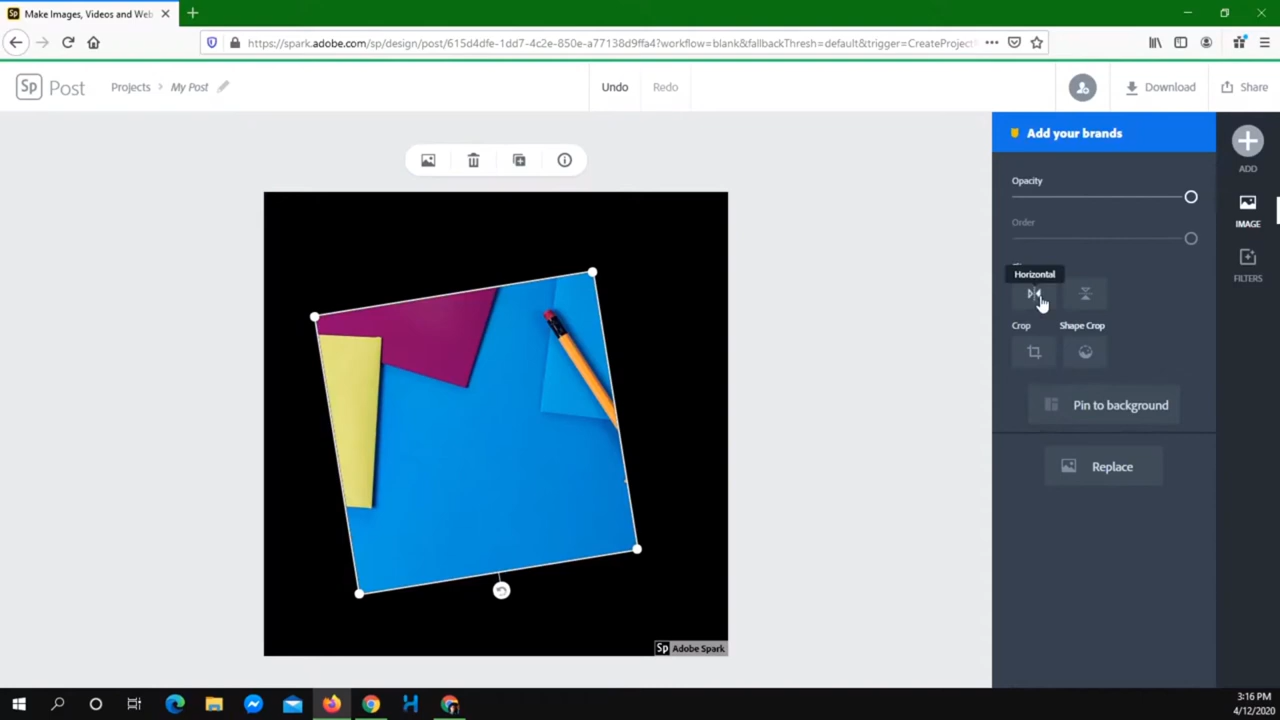 Sp Make Images, Videos and Web
https://spark.adobe.com/sp/design/post/615d4dfe-1dd7-4c2e-850e-a77138d9ffa4?workflow=blank&fallbackThresh=default&trigger=CreateProject
Sp Post Projects > My Post Undo Redo Download Share
Add your brands
ADD
Opacity
IMAGE
Order
Horizontal
FILTERS
Crop Shape Crop
Pin to background
Replace
Sp Adobe Spark
3:16 PM
4/12/2020